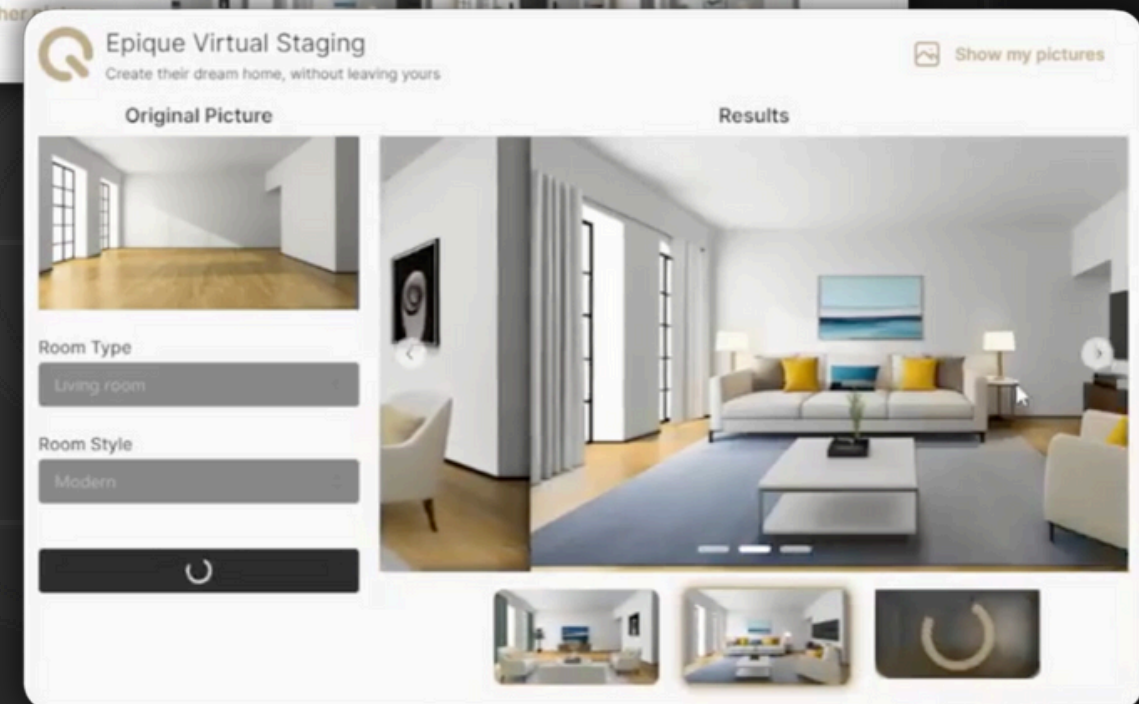 Epique Virtual Staging
Create their dream home, without leaving yours
Show my pictures
Original Picture
Results
Room Type
Living room
Room Style
Modern